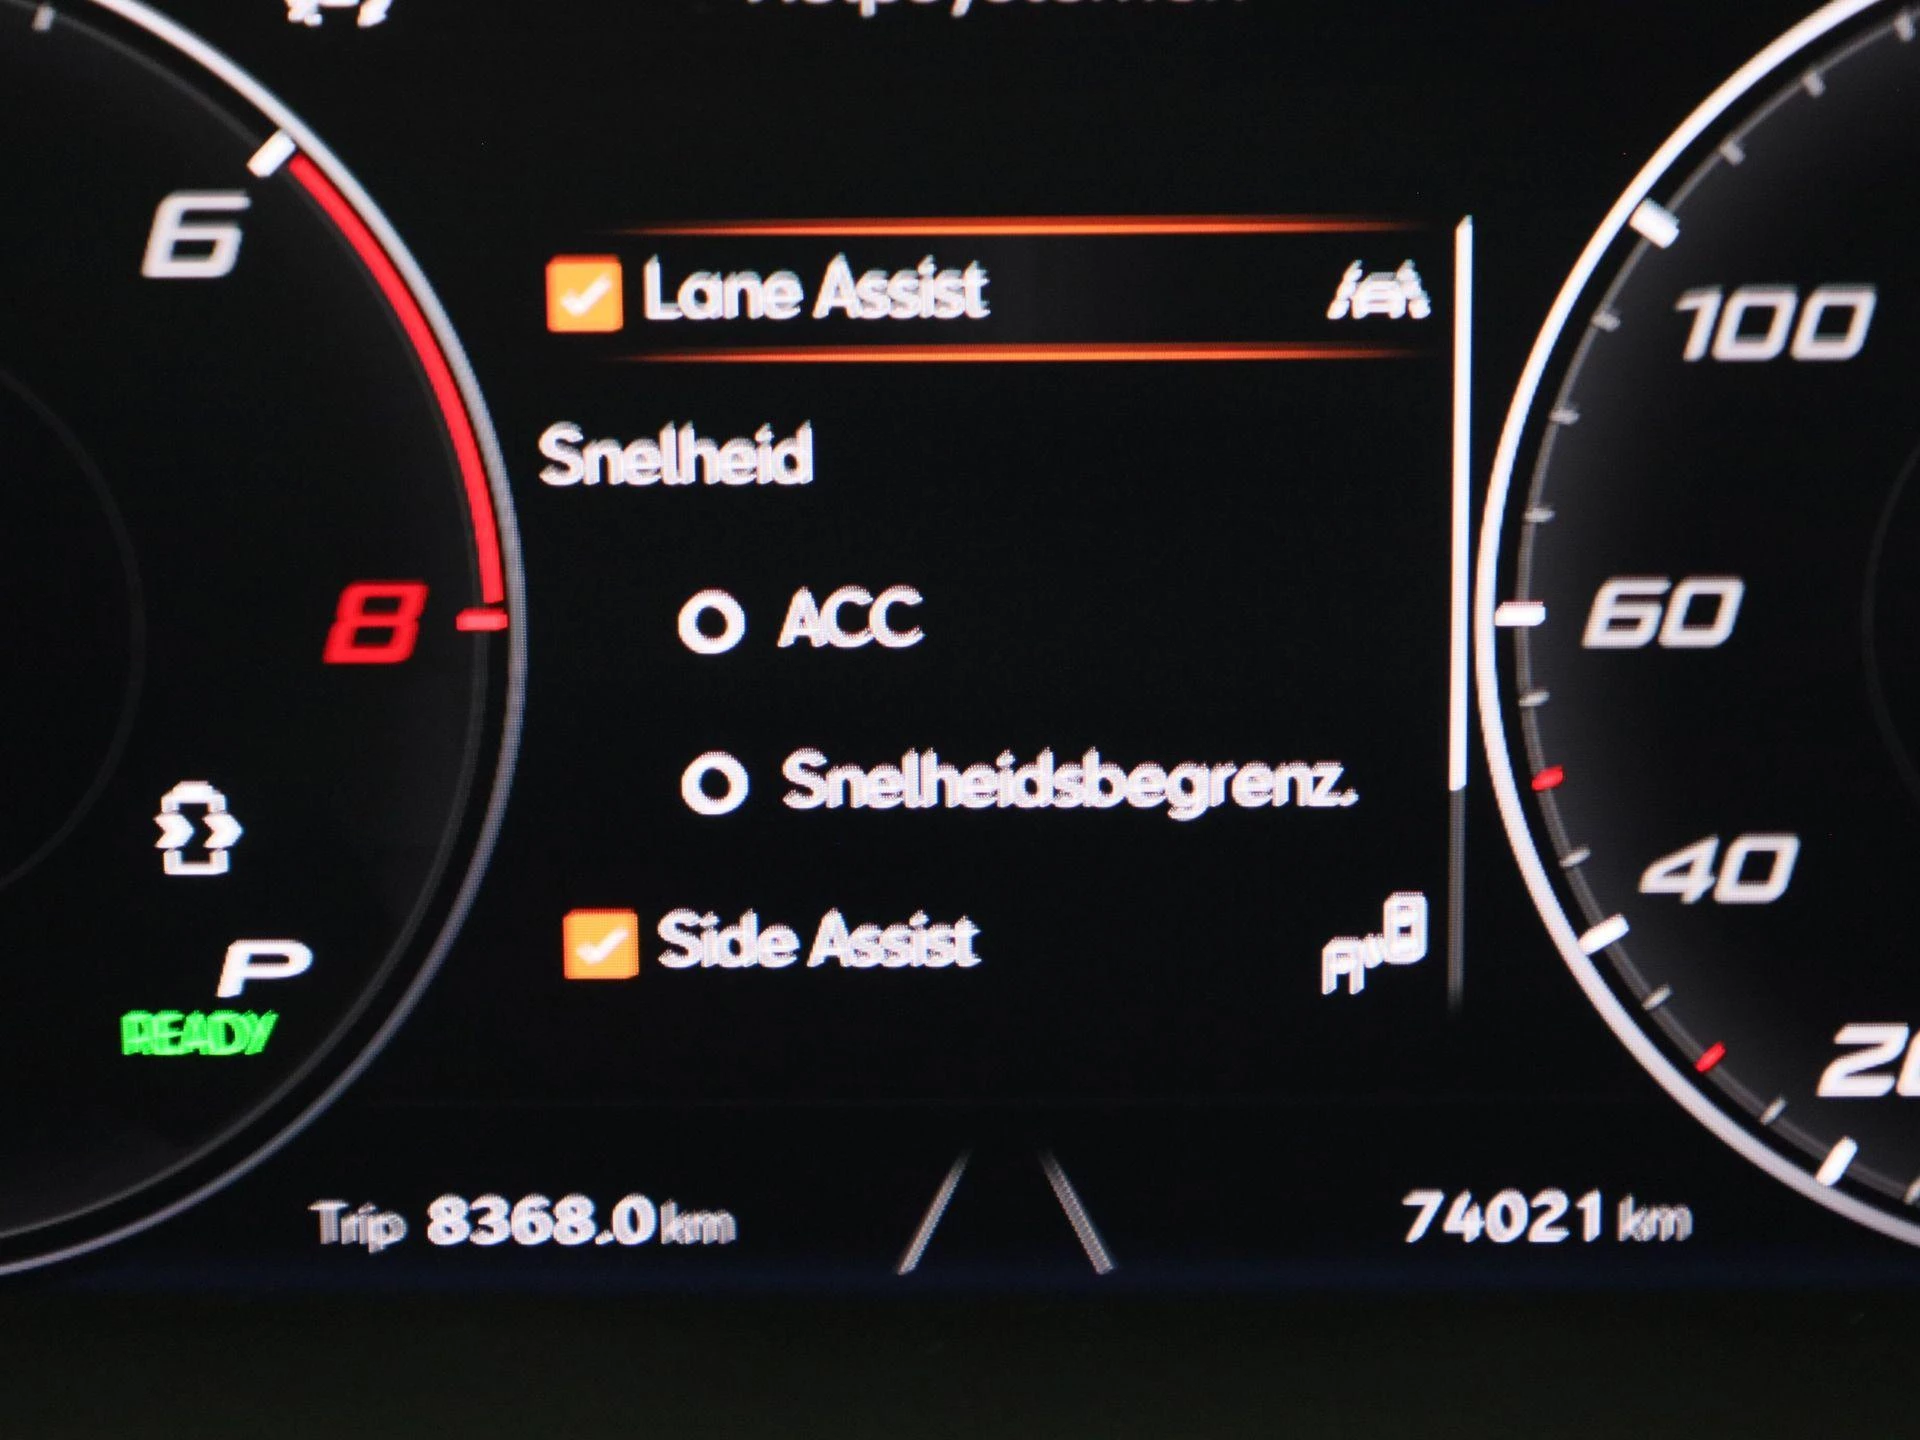 6
Lane Assist
100
Snelheid
8
ACC
60
Snelheidsbegrenz.
40
Side Assist
P
READY
Trip 8368.0 km
74021 km